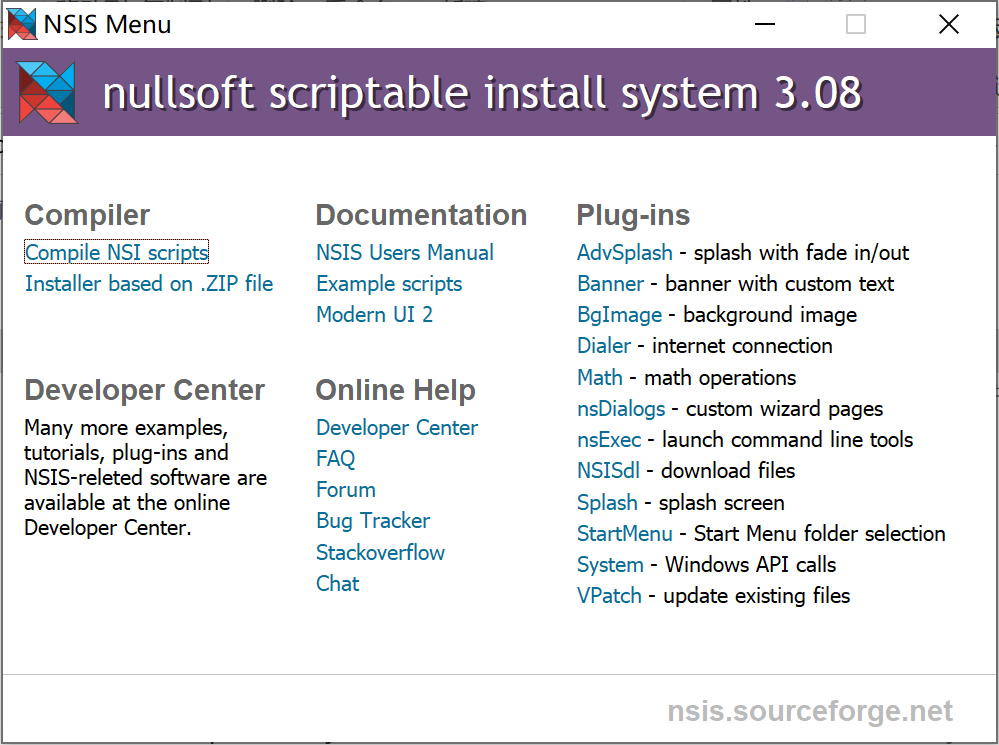 NSIS Menu
nullsoft scriptable install system 3.08
Compiler
Compile NSI scripts
Installer based on .ZIP file
Documentation
NSIS Users Manual
Example scripts
Modern UI 2
Plug-ins
AdvSplash - splash with fade in/out
Banner - banner with custom text
BgImage - background image
Dialer - internet connection
Math - math operations
nsDialogs - custom wizard pages
nsExec - launch command line tools
NSISdl - download files
Splash - splash screen
StartMenu - Start Menu folder selection
System - Windows API calls
VPatch - update existing files
Developer Center
Many more examples,
tutorials, plug-ins and
NSIS-releted software are
available at the online
Developer Center.
Online Help
Developer Center
FAQ
Forum
Bug Tracker
Stackoverflow
Chat
nsis.sourceforge.net